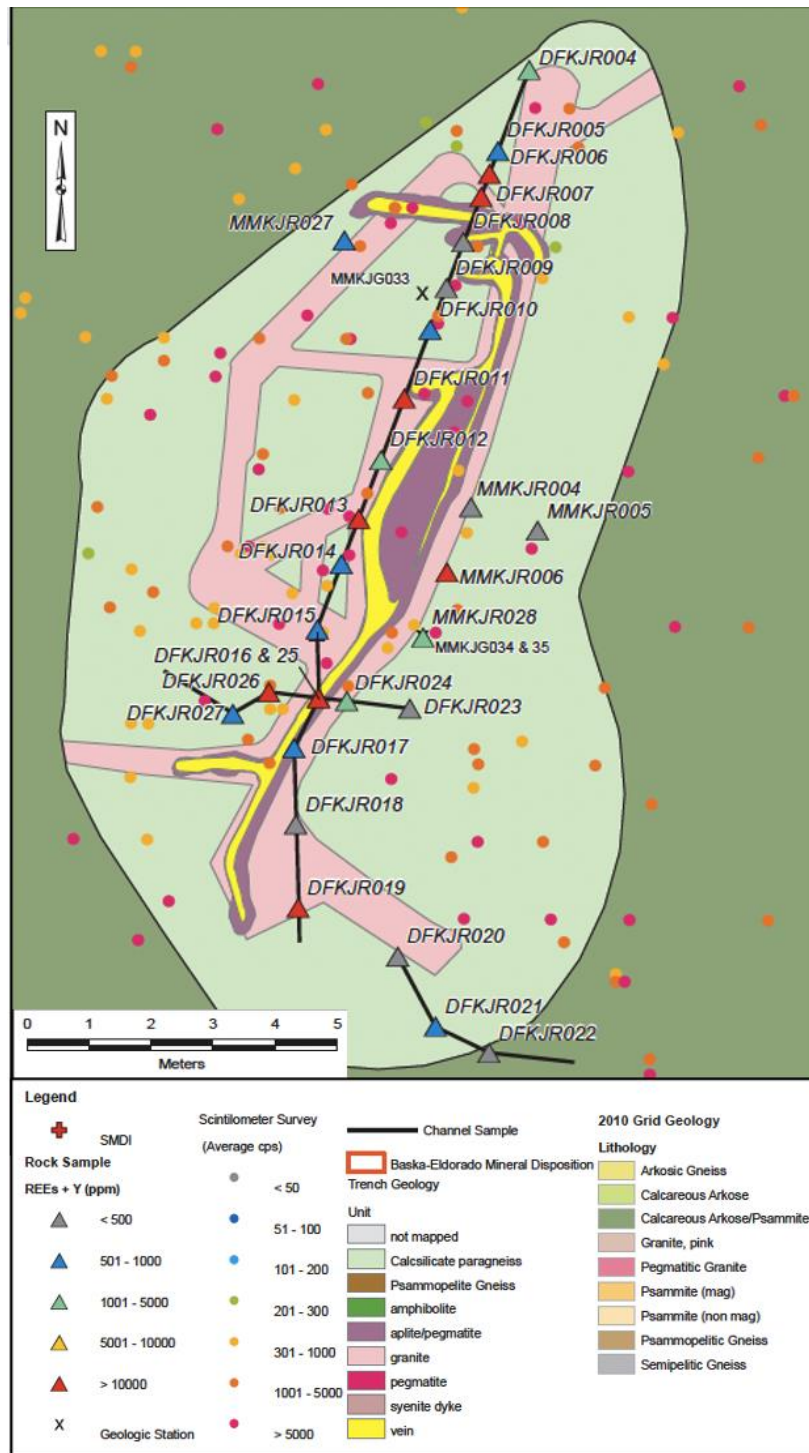 DFKJR004
N
DFKJR005
DFKJR006
DFKJR007
MMKJR027
DFKJR008
MMKJG033
DFKJR009
X
DFKJR010
DFKJR011
DFKJR012
DFKJR013
MMKJR004
MMKJR005
DFKJR014
MMKJR006
DFKJR015
MMKJR028
MMKJG034 & 35
DFKJR016 & 25
DFKJR026
DFKJR024
DFKJR027
DFKJR023
DFKJR017
DFKJR018
DFKJR019
DFKJR020
DFKJR021
DFKJR022
0 1 2 3 4 5
Meters
Legend
SMDI
Rock Sample
REEs + Y (ppm)
< 500
501 - 1000
1001 - 5000
5001 - 10000
> 10000
X Geologic Station
Scintilometer Survey
(Average cps)
< 50
51 - 100
101 - 200
201 - 300
301 - 1000
1001 - 5000
> 5000
Channel Sample
Baska-Eldorado Mineral Disposition
Trench Geology
Unit
not mapped
Calcsilicate paragneiss
Psammopelite Gneiss
amphibolite
aplite/pegmatite
granite
pegmatite
syenite dyke
vein
2010 Grid Geology
Lithology
Arkosic Gneiss
Calcareous Arkose
Calcareous Arkose/Psammite
Granite, pink
Pegmatitic Granite
Psammite (mag)
Psammite (non mag)
Psammopelitic Gneiss
Semipelitic Gneiss